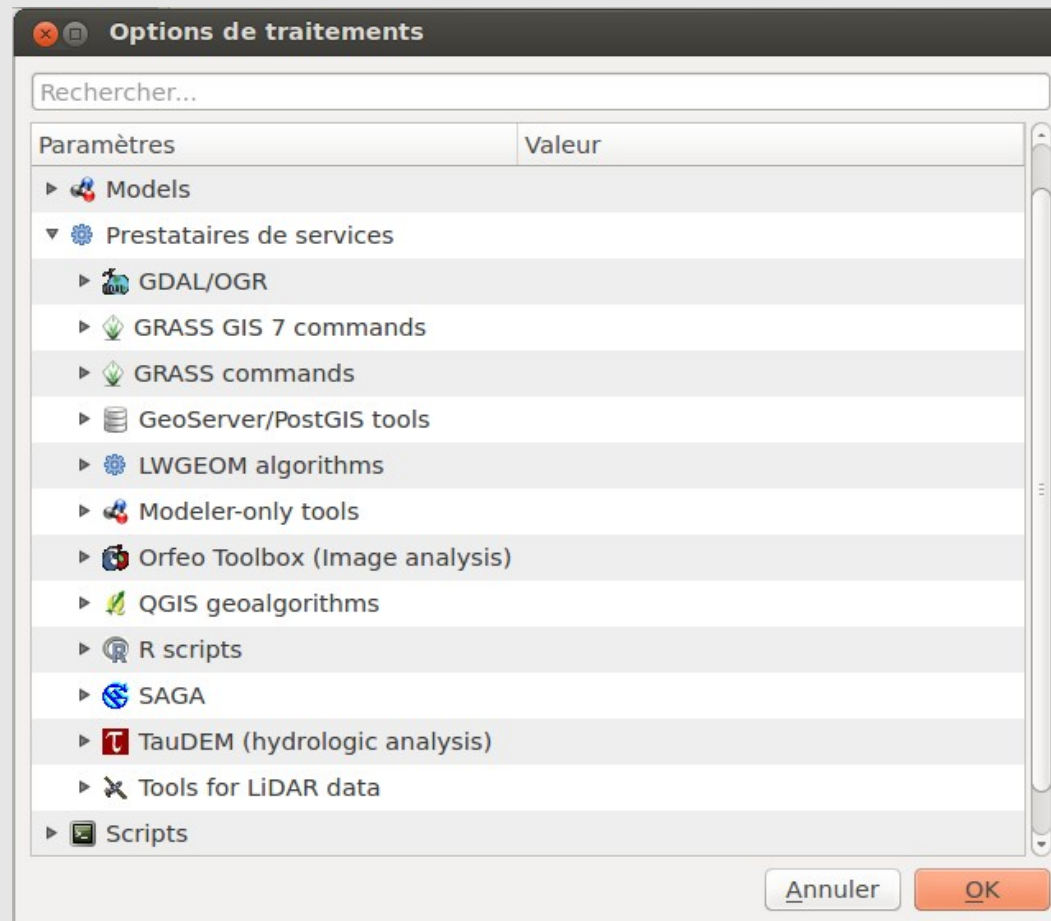 Options de traitements
Rechercher...
Paramètres Valeur
Models
Prestataires de services
GDAL/OGR
GRASS GIS 7 commands
GRASS commands
GeoServer/PostGIS tools
LWGEOM algorithms
Modeler-only tools
Orfeo Toolbox (Image analysis)
QGIS geoalgorithms
R scripts
SAGA
TauDEM (hydrologic analysis)
Tools for LiDAR data
Scripts
Annuler OK